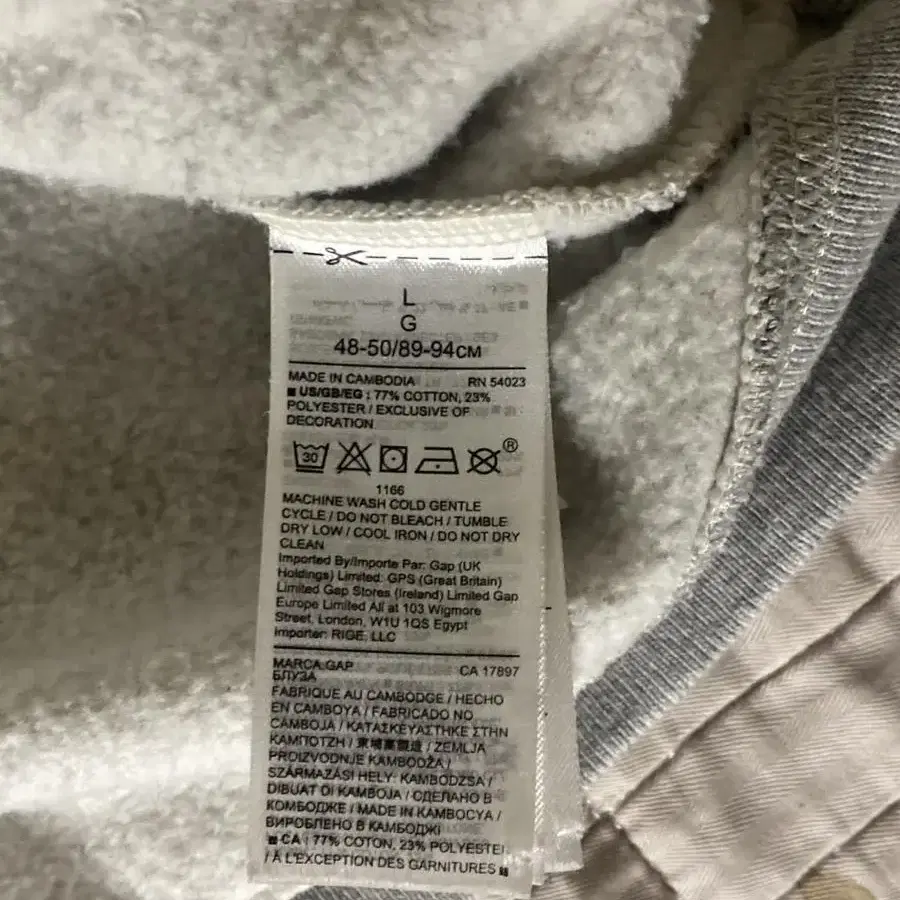 L
G
48-50/89-94CM
MADE IN CAMBODIA RN 54023
■ US/GB/EG : 77% COTTON, 23%
POLYESTER / EXCLUSIVE OF
DECORATION
30 ®
1166
MACHINE WASH COLD GENTLE
CYCLE / DO NOT BLEACH / TUMBLE
DRY LOW / COOL IRON / DO NOT DRY
CLEAN
Imported By/Importe Par: Gap (UK
Holdings) Limited: GPS (Great Britain)
Limited Gap Stores (Ireland) Limited Gap
Europe Limited All at 103 Wigmore
Street, London, W1U 1QS Egypt
Importer: RIGE, LLC
MARCA:GAP CA 17897
БЛУЗА
FABRIQUE AU CAMBODGE / HECHO
EN CAMBOYA / FABRICADO NO
CAMBOJA / ΚΑΤΑΣΚΕΥΑΣΤΗΚΕ ΣΤΗΝ
ΚΑΜΠΟΤΖΗ / 柬埔寨製造 / ZEMLJA
PROIZVODNJE KAMBODŽA /
SZÁRMAZÁSI HELY: KAMBODZSA /
DIBUAT DI KAMBOJA / СДЕЛАНО В
КОМБОДЖЕ / MADE IN KAMBOCYA /
ВИРОБЛЕНО В КАМБОДЖІ
■ CA : 77% COTON, 23% POLYESTER
/ À L'EXCEPTION DES GARNITURES ■